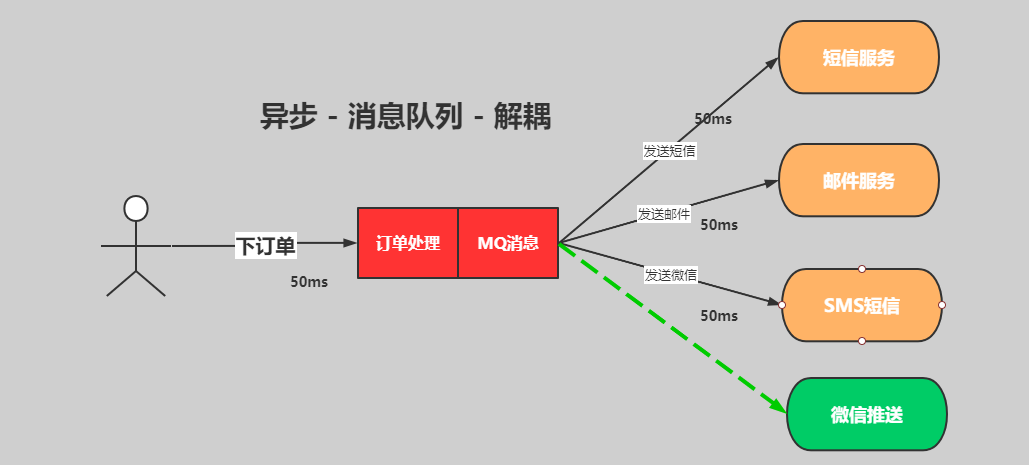 异步 - 消息队列 - 解耦
下订单
50ms
订单处理
MQ消息
发送短信
50ms
短信服务
发送邮件
50ms
邮件服务
发送微信
50ms
SMS短信
微信推送